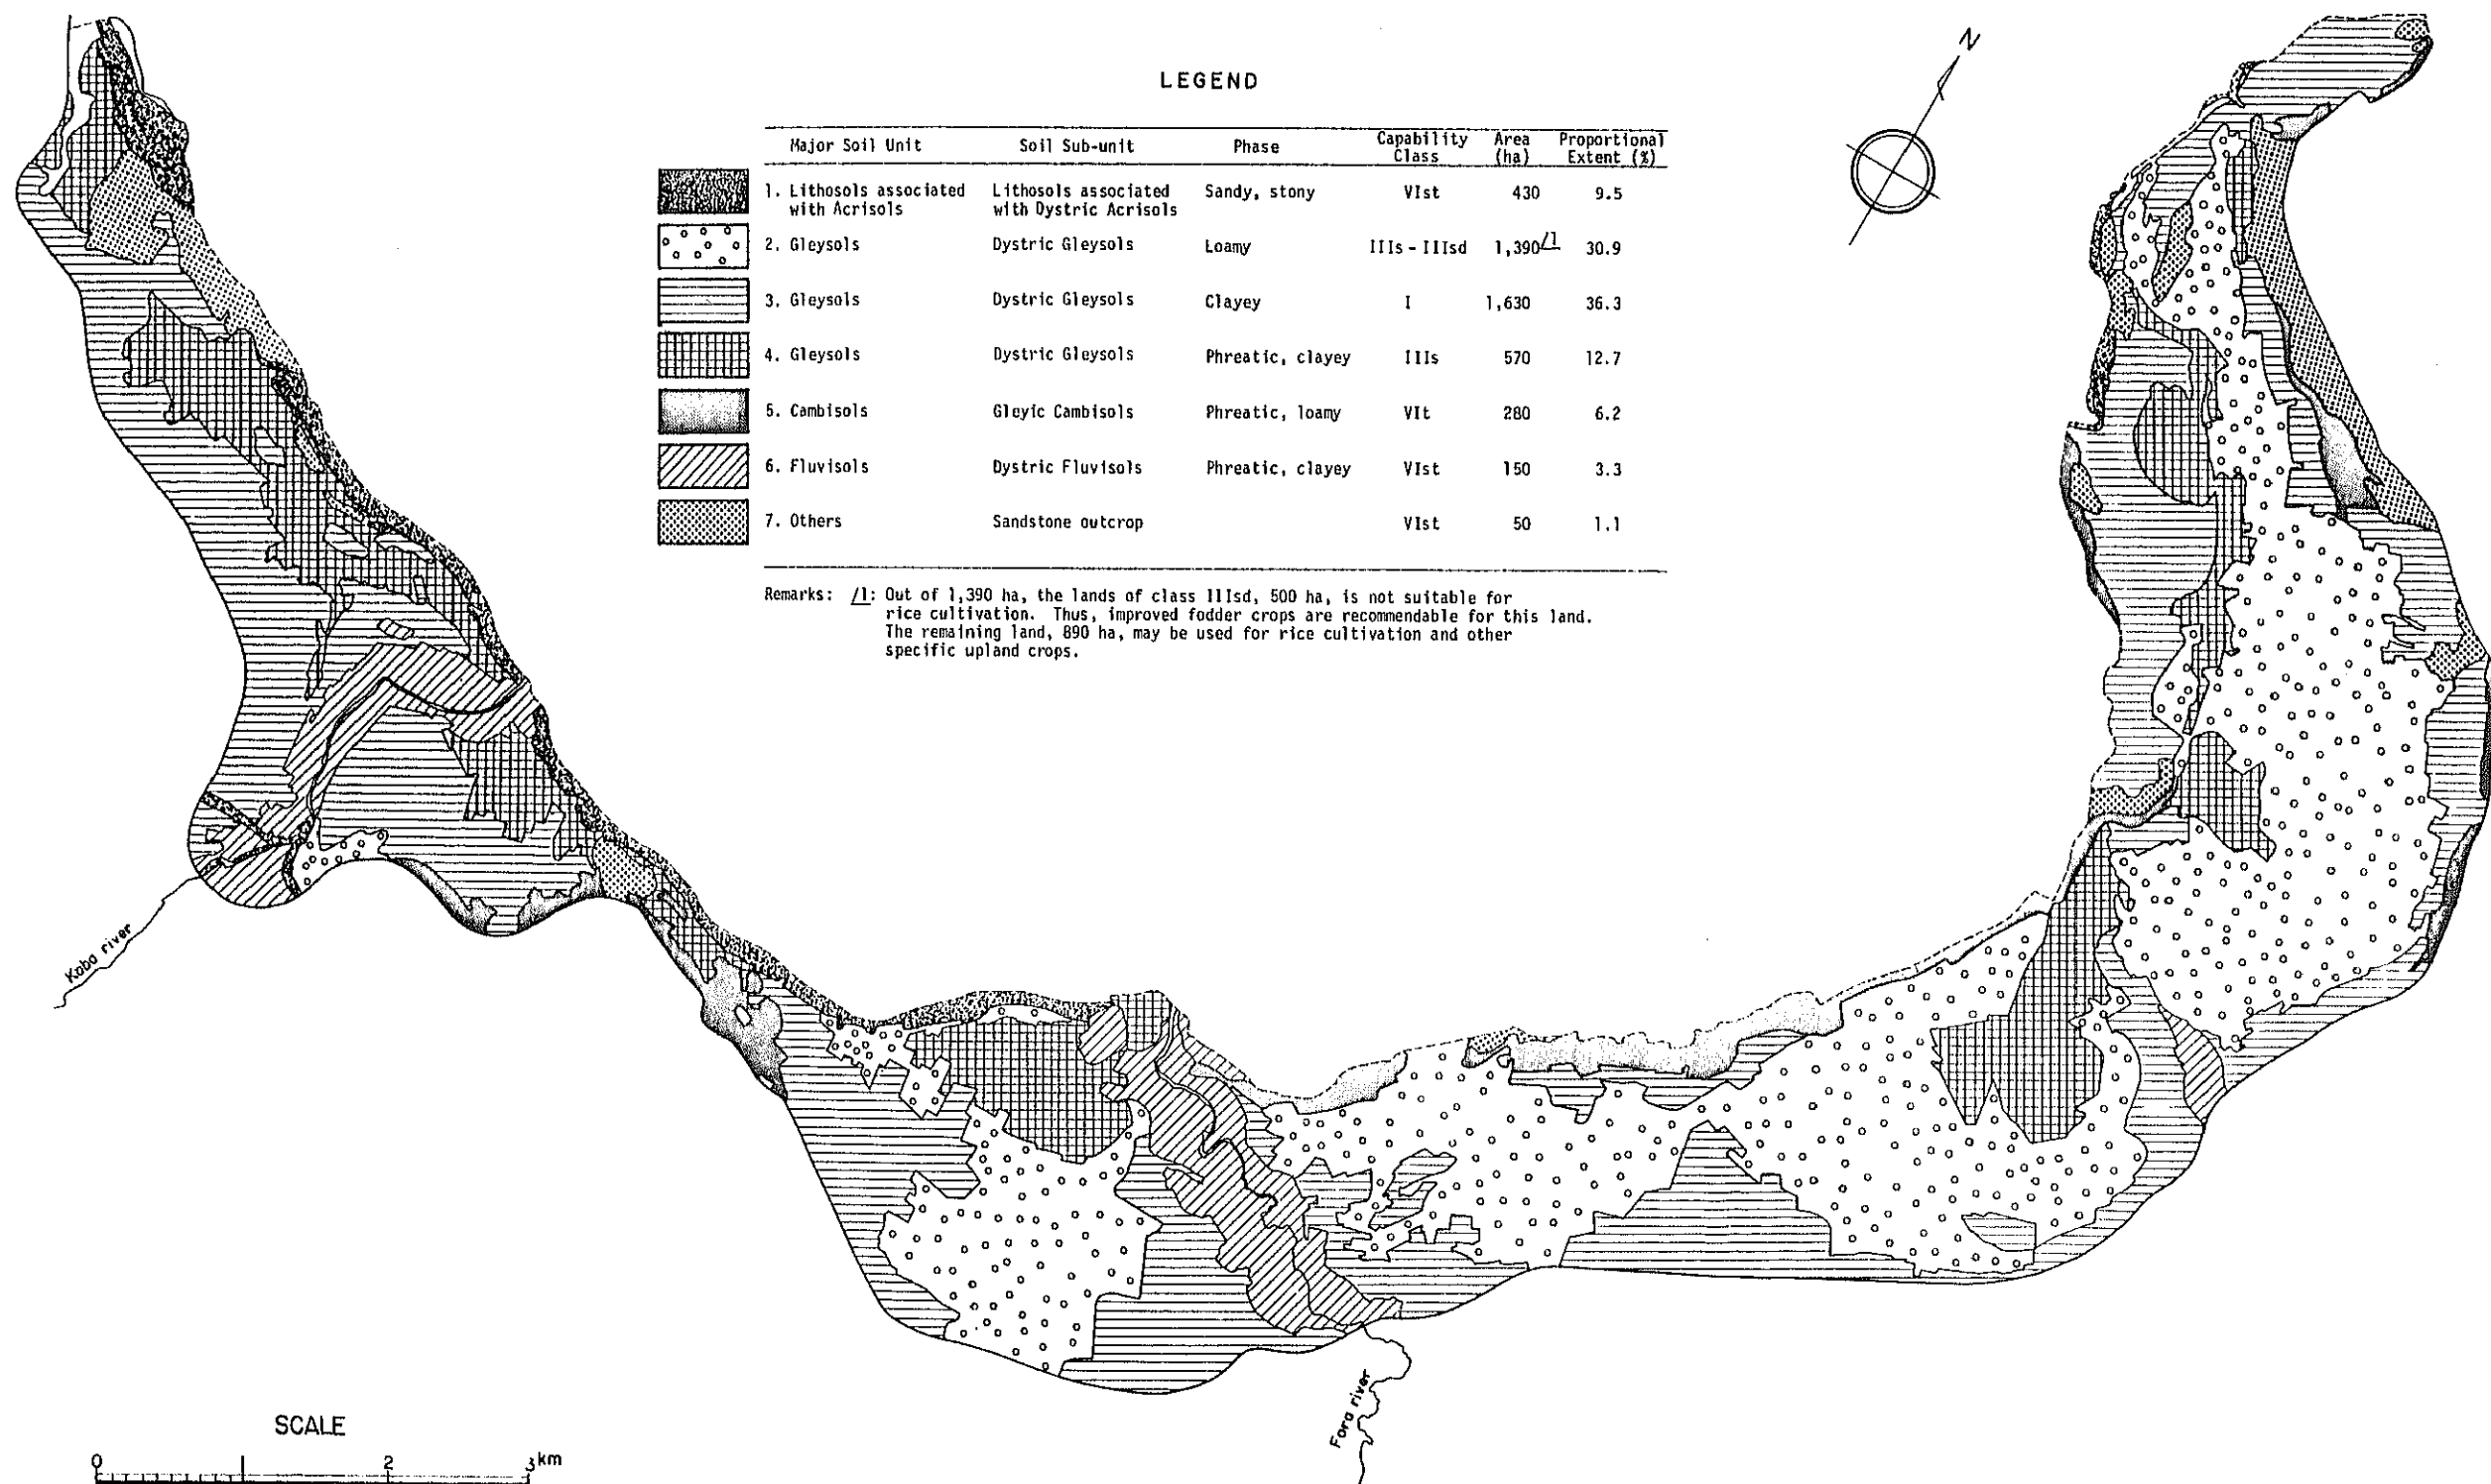 N
LEGEND
Major Soil Unit Soil Sub-unit Phase Capability Class Area (ha) Proportional Extent (%)
1. Lithosols associated with Acrisols Lithosols associated with Dystric Acrisols Sandy, stony VIst 430 9.5
2. Gleysols Dystric Gleysols Loamy IIIs - IIIsd 1,390 /1 30.9
3. Gleysols Dystric Gleysols Clayey I 1,630 36.3
4. Gleysols Dystric Gleysols Phreatic, clayey IIIs 570 12.7
5. Cambisols Gleyic Cambisols Phreatic, loamy VIt 280 6.2
6. Fluvisols Dystric Fluvisols Phreatic, clayey VIst 150 3.3
7. Others Sandstone outcrop VIst 50 1.1
Remarks: /1: Out of 1,390 ha, the lands of class IIIsd, 500 ha, is not suitable for
rice cultivation. Thus, improved fodder crops are recommendable for this land.
The remaining land, 890 ha, may be used for rice cultivation and other
specific upland crops.
Koba river
Fora river
SCALE
0 2 3 km